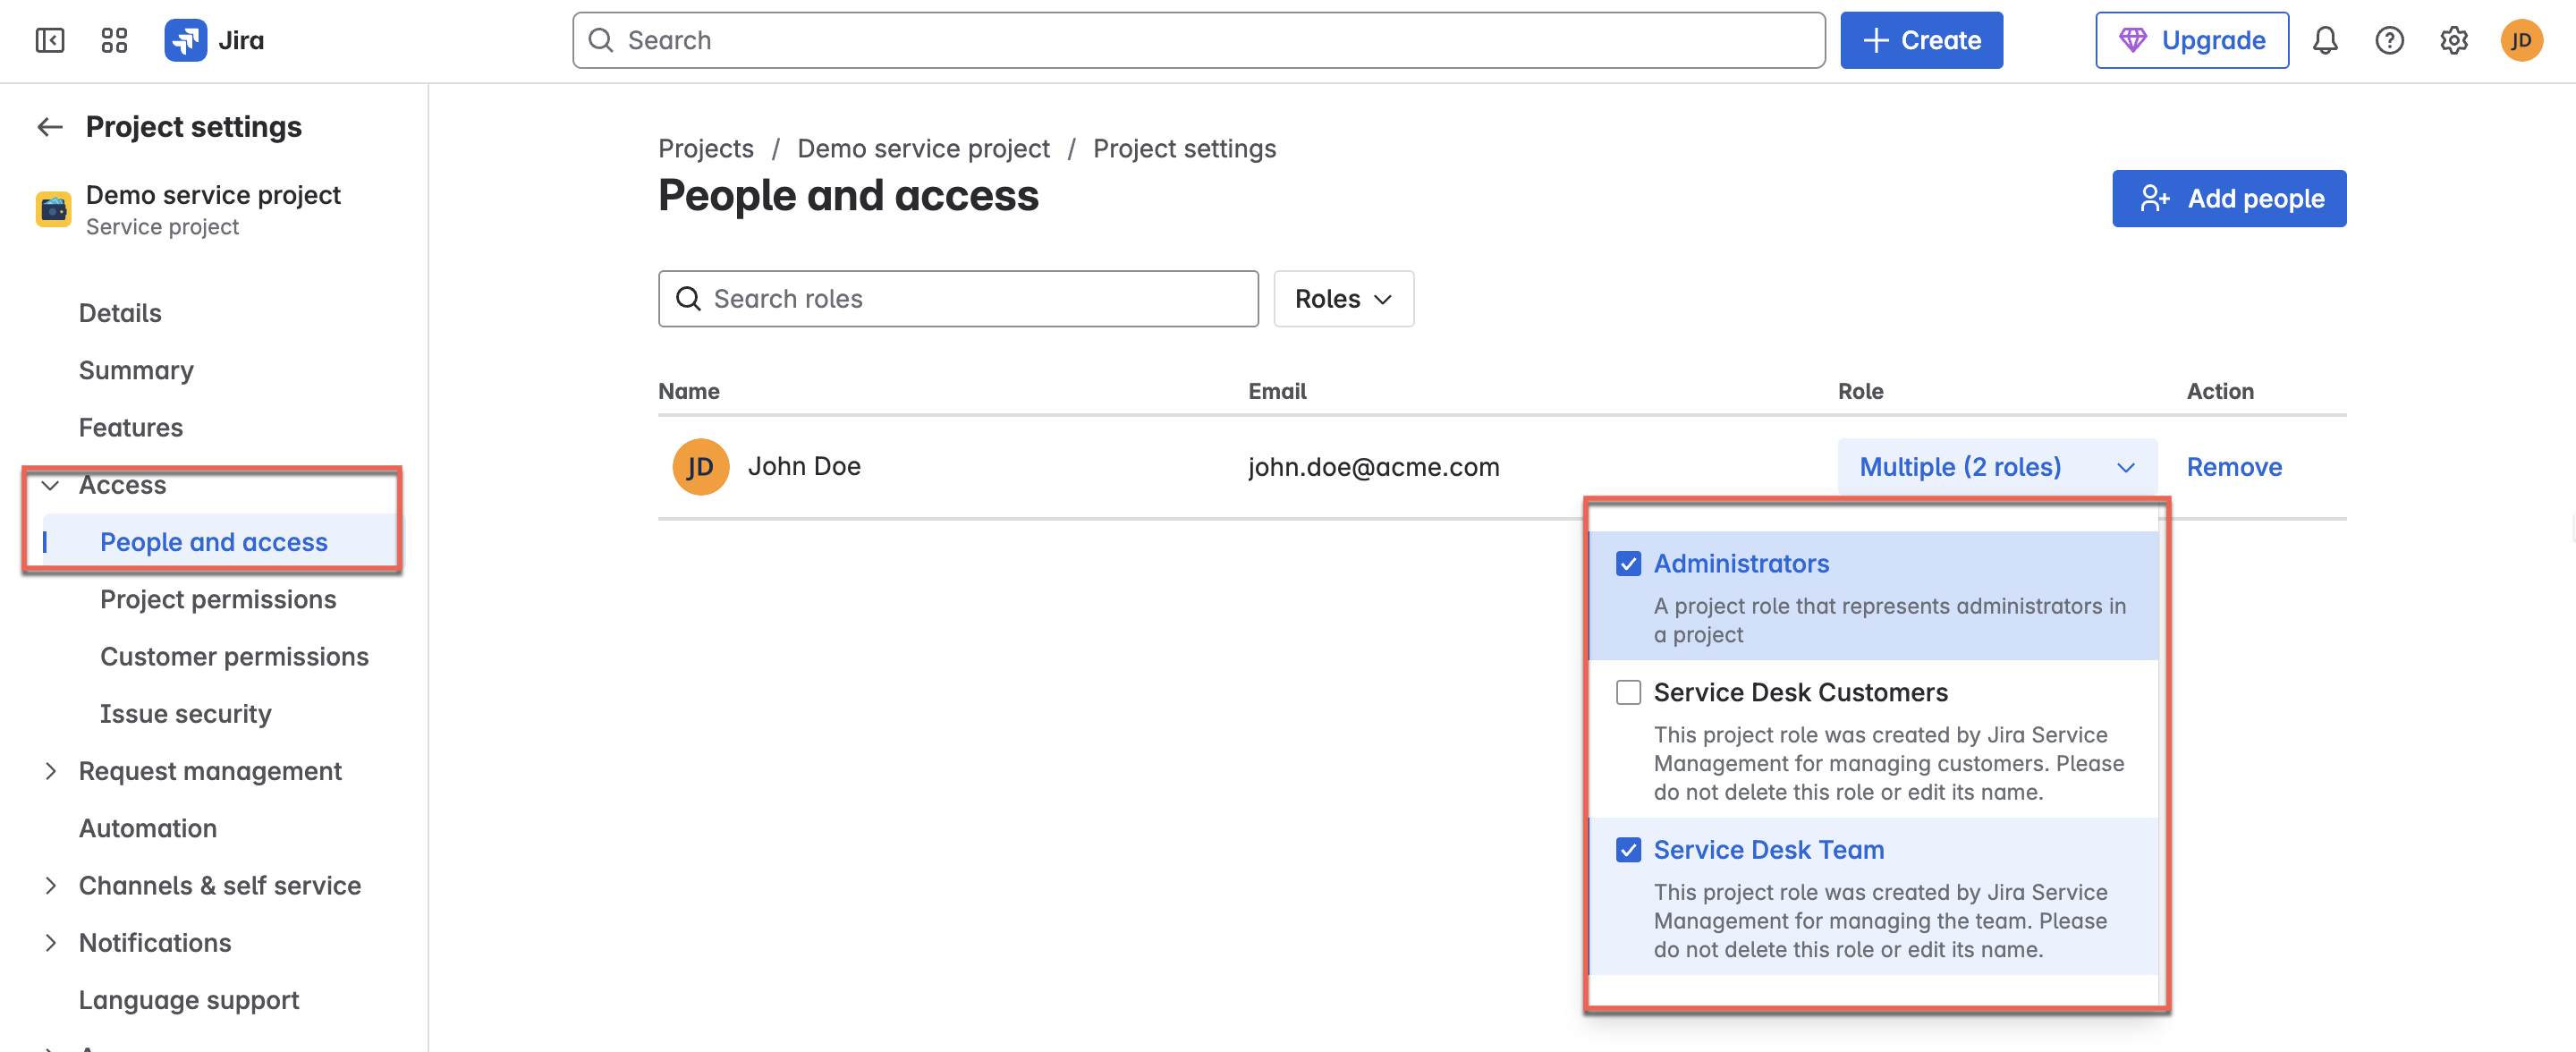 Jira
Search
Create
Upgrade
JD
Project settings
Demo service project
Service project
Details
Summary
Features
Access
People and access
Project permissions
Customer permissions
Issue security
Request management
Automation
Channels & self service
Notifications
Language support
Projects / Demo service project / Project settings
People and access
Add people
Search roles
Roles
Name Email Role Action
JD John Doe john.doe@acme.com Multiple (2 roles) Remove
Administrators
A project role that represents administrators in
a project
Service Desk Customers
This project role was created by Jira Service
Management for managing customers. Please
do not delete this role or edit its name.
Service Desk Team
This project role was created by Jira Service
Management for managing the team. Please
do not delete this role or edit its name.